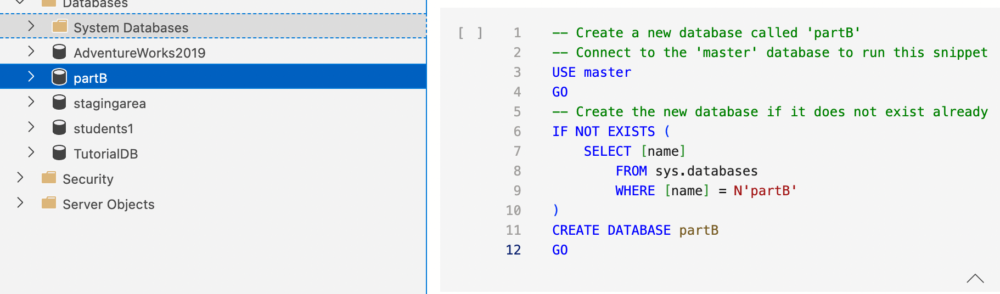 Databases
System Databases
AdventureWorks2019
partB
stagingarea
students1
TutorialDB
Security
Server Objects
[ ]
1 -- Create a new database called 'partB'
2 -- Connect to the 'master' database to run this snippet
3 USE master
4 GO
5 -- Create the new database if it does not exist already
6 IF NOT EXISTS (
7 SELECT [name]
8 FROM sys.databases
9 WHERE [name] = N'partB'
10 )
11 CREATE DATABASE partB
12 GO